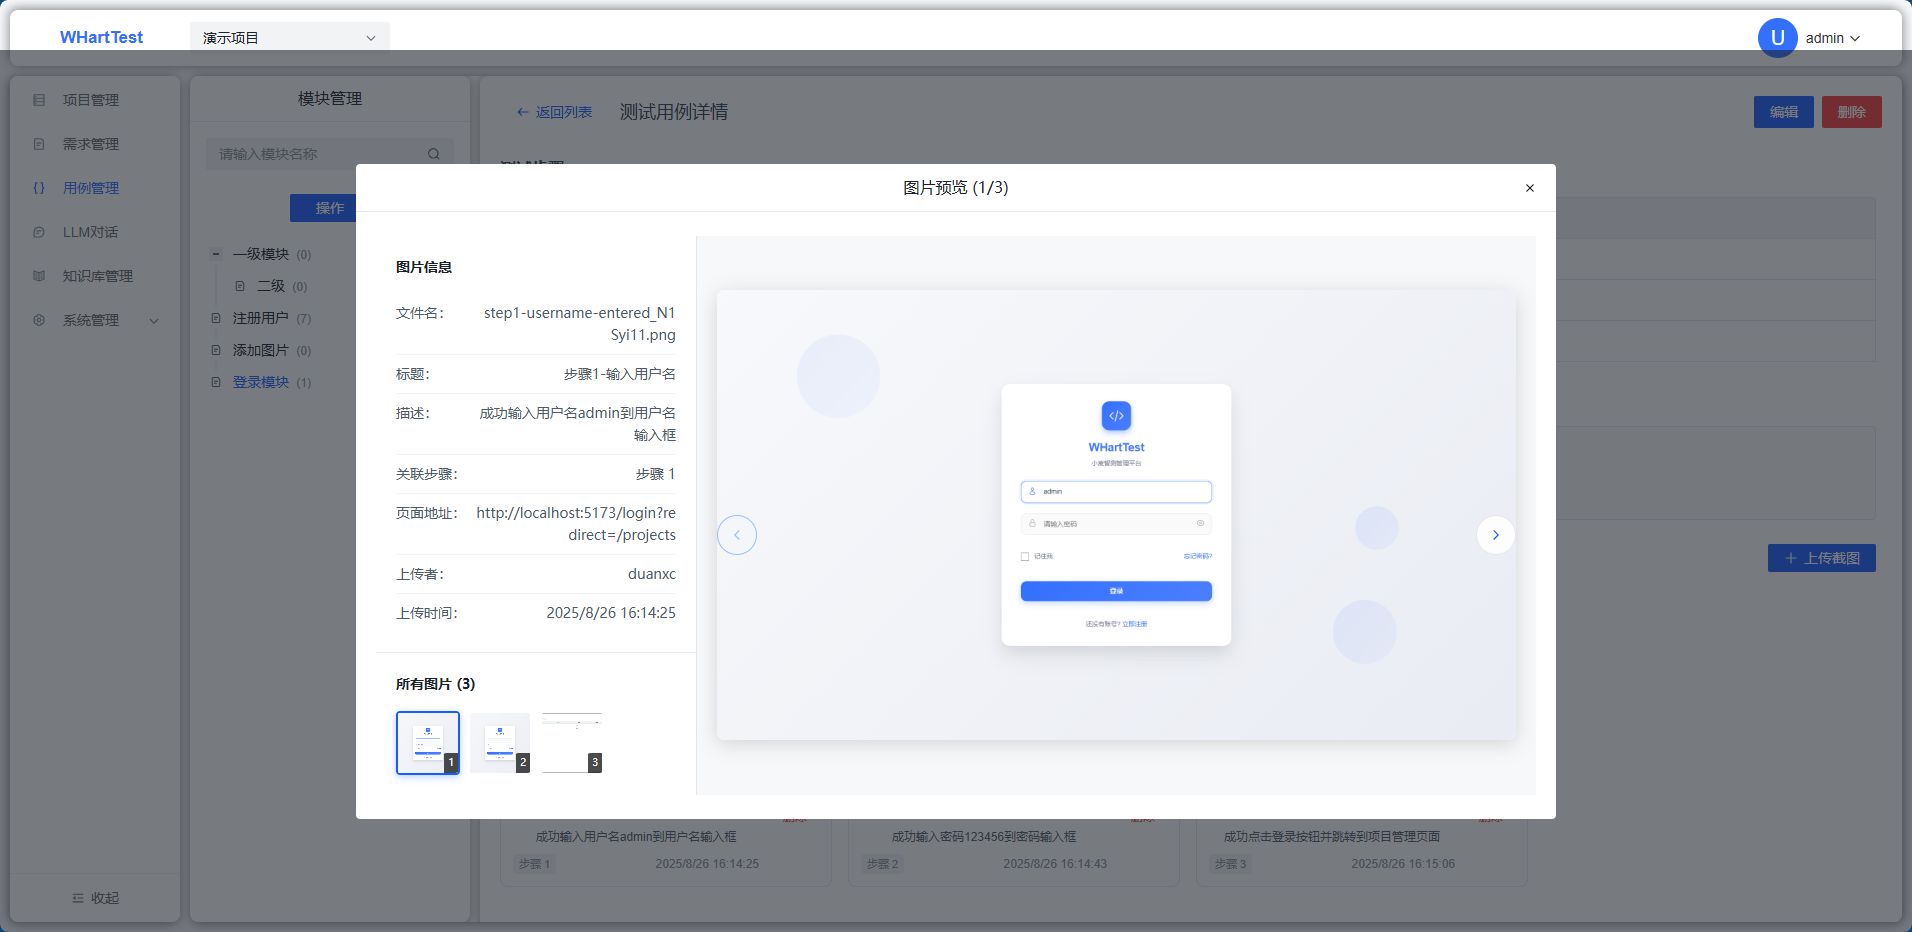 WHartTest
演示项目
U
admin
项目管理
需求管理
用例管理
LLM对话
知识库管理
系统管理
收起
模块管理
请输入模块名称
操作
一级模块 (0)
二级 (0)
注册用户 (7)
添加图片 (0)
登录模块 (1)
返回列表
测试用例详情
编辑
删除
图片预览 (1/3)
图片信息
文件名: step1-username-entered_N1
Syi11.png
标题: 步骤1-输入用户名
描述: 成功输入用户名admin到用户名
输入框
关联步骤: 步骤 1
页面地址: http://localhost:5173/login?re
direct=/projects
上传者: duanxc
上传时间: 2025/8/26 16:14:25
所有图片 (3)
1
2
3
WHartTest
小麦智测管理平台
admin
请输入密码
记住我
忘记密码?
登录
还没有账号? 立即注册
上传截图
成功输入用户名admin到用户名输入框
步骤 1
2025/8/26 16:14:25
成功输入密码123456到密码输入框
步骤 2
2025/8/26 16:14:43
成功点击登录按钮并跳转到项目管理页面
步骤 3
2025/8/26 16:15:06